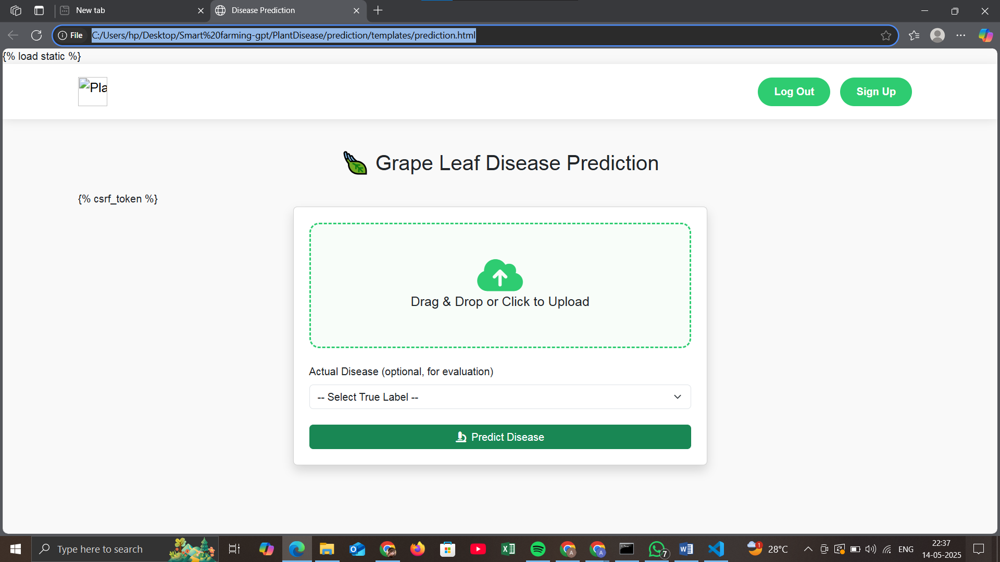 New tab
Disease Prediction
File
C:/Users/hp/Desktop/Smart%20farming-gpt/PlantDisease/prediction/templates/prediction.html
{% load static %}
Pla
Log Out
Sign Up
Grape Leaf Disease Prediction
{% csrf_token %}
Drag & Drop or Click to Upload
Actual Disease (optional, for evaluation)
-- Select True Label --
Predict Disease
Type here to search
7
1
28°C
ENG
22:37
14-05-2025